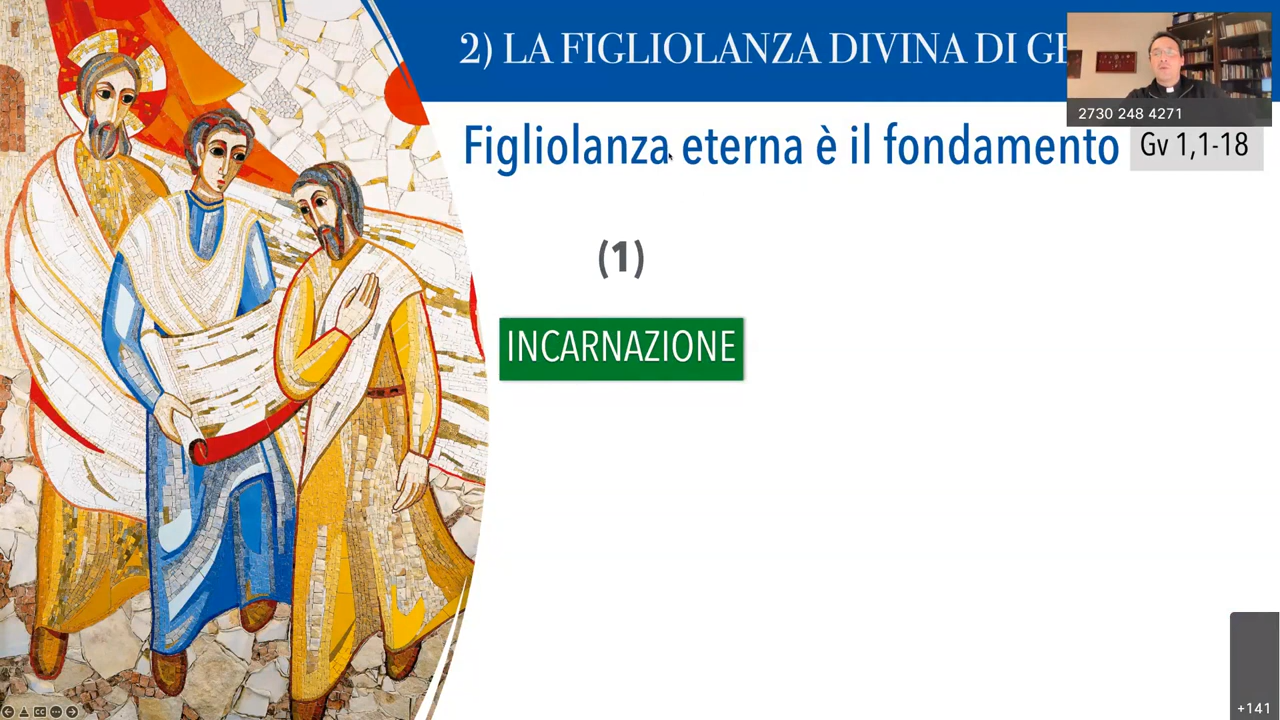 2) LA FIGLIOLANZA DIVINA DI GE
2730 248 4271
Figliolanza eterna è il fondamento
Gv 1,1-18
(1)
INCARNAZIONE
+141